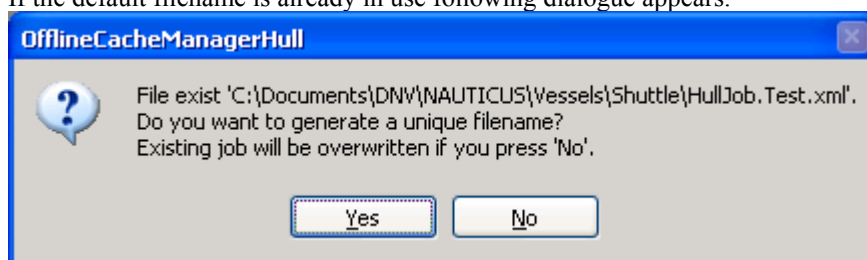 If the default filename is already in use following dialogue appears:
OfflineCacheManagerHull
File exist 'C:\Documents\DNV\NAUTICUS\Vessels\Shuttle\HullJob.Test.xml'.
Do you want to generate a unique filename?
Existing job will be overwritten if you press 'No'.
Yes
No